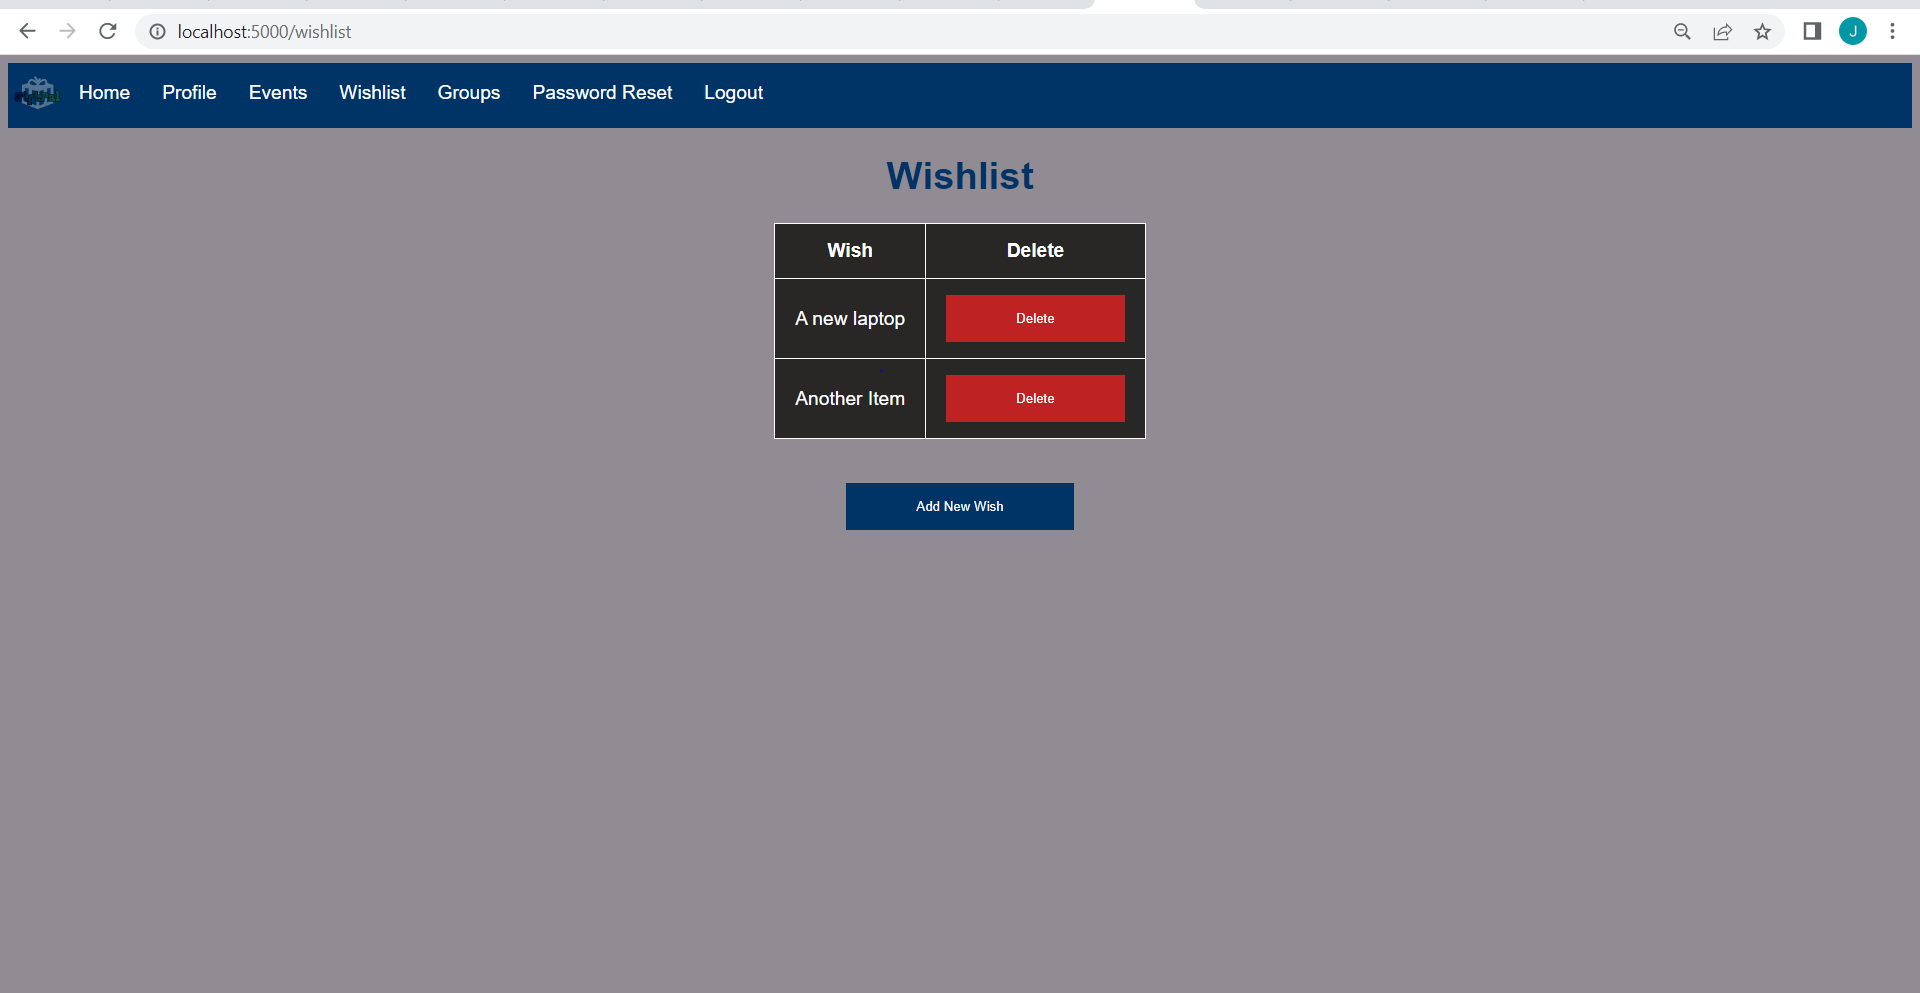 localhost:5000/wishlist
J
Home Profile Events Wishlist Groups Password Reset Logout
Wishlist
Wish Delete
A new laptop Delete
Another Item Delete
Add New Wish